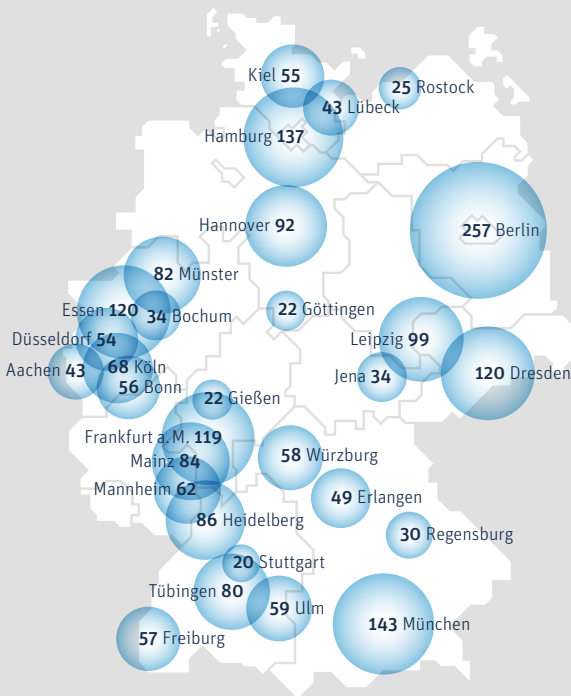 Kiel 55
25 Rostock
43 Lübeck
Hamburg 137
Hannover 92
257 Berlin
82 Münster
Essen 120
34 Bochum
22 Göttingen
Düsseldorf 54
Leipzig 99
Aachen 43
68 Köln
56 Bonn
Jena 34
120 Dresden
22 Gießen
Frankfurt a. M. 119
Mainz 84
58 Würzburg
Mannheim 62
49 Erlangen
86 Heidelberg
30 Regensburg
20 Stuttgart
Tübingen 80
59 Ulm
143 München
57 Freiburg